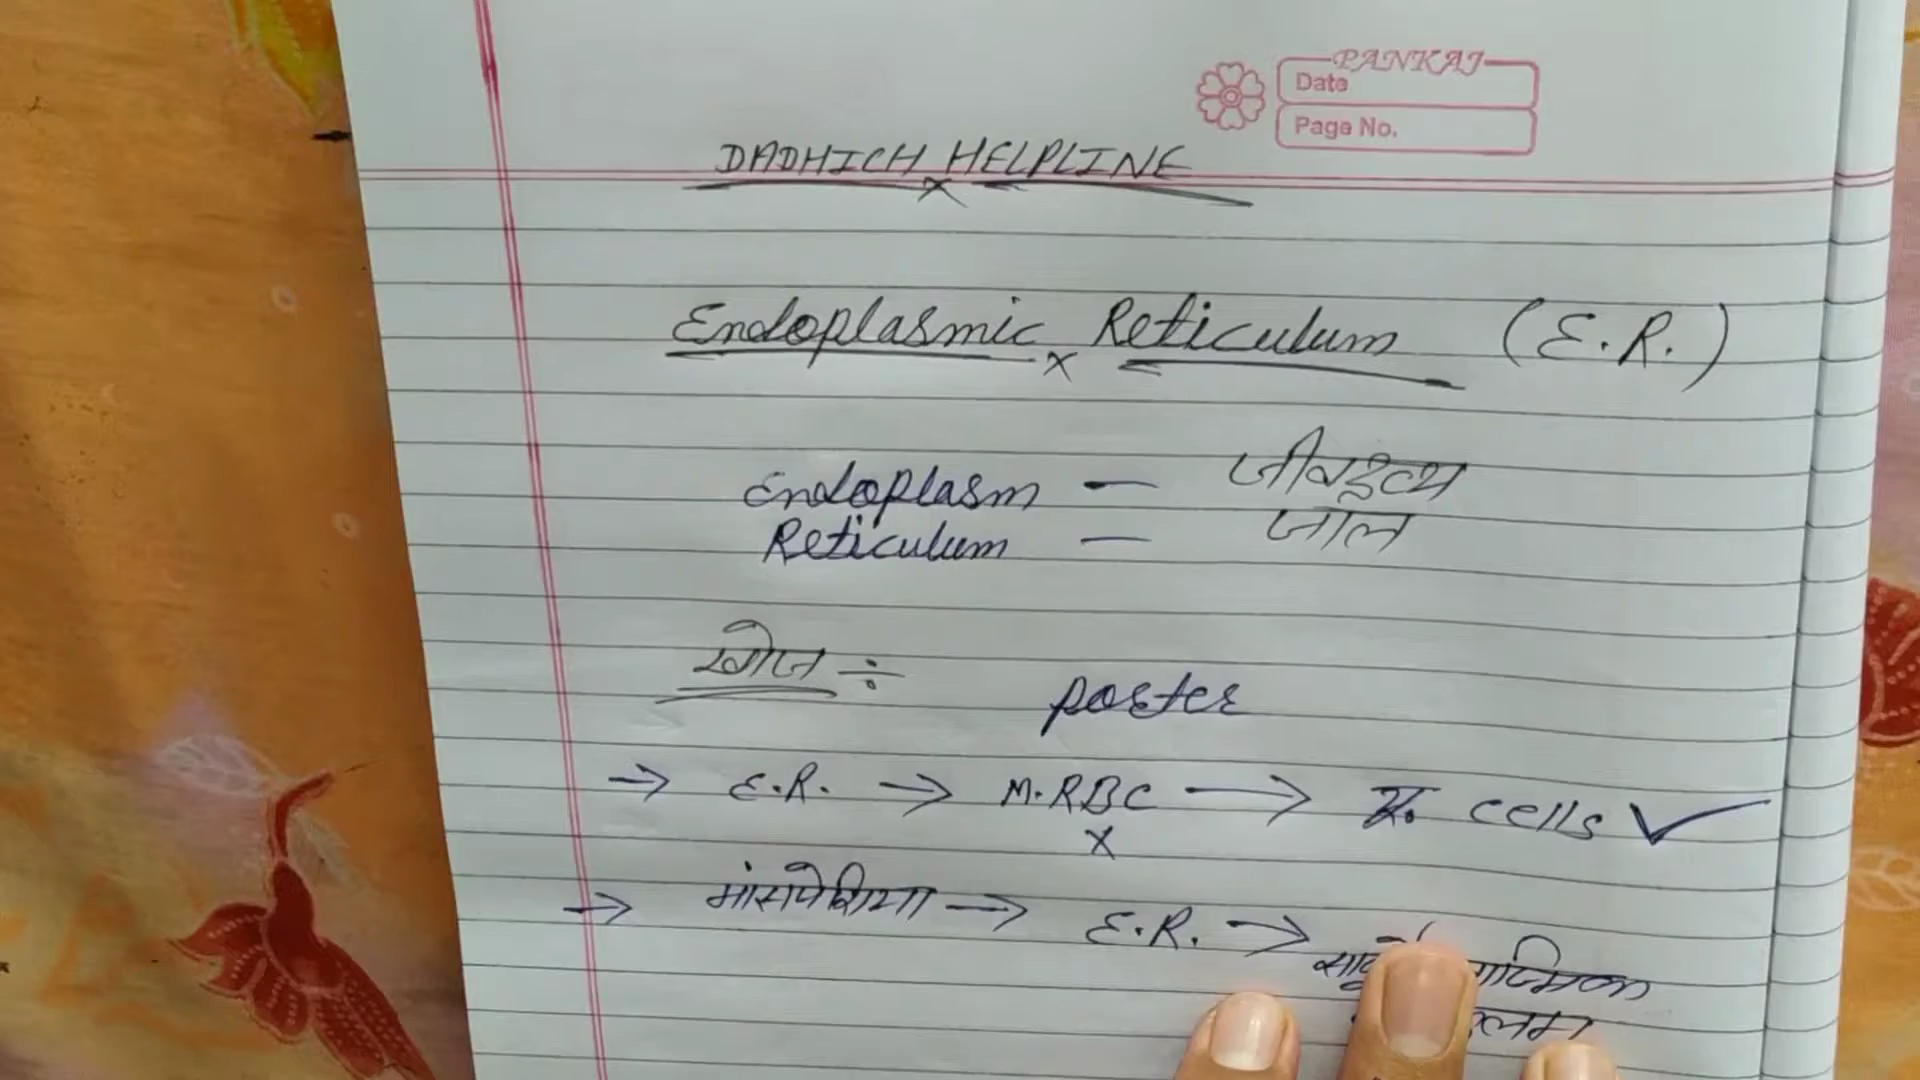 PANKAJ
Date
Page No.
DADHICH HELPLINE
Endoplasmic Reticulum (E.R.)
Endoplasm — जीवद्रव्य
Reticulum — जाल
खोज ÷
porter
→ E.R. → M.RBC → cells ✓
x
→ मांसपेशिया → E.R. →